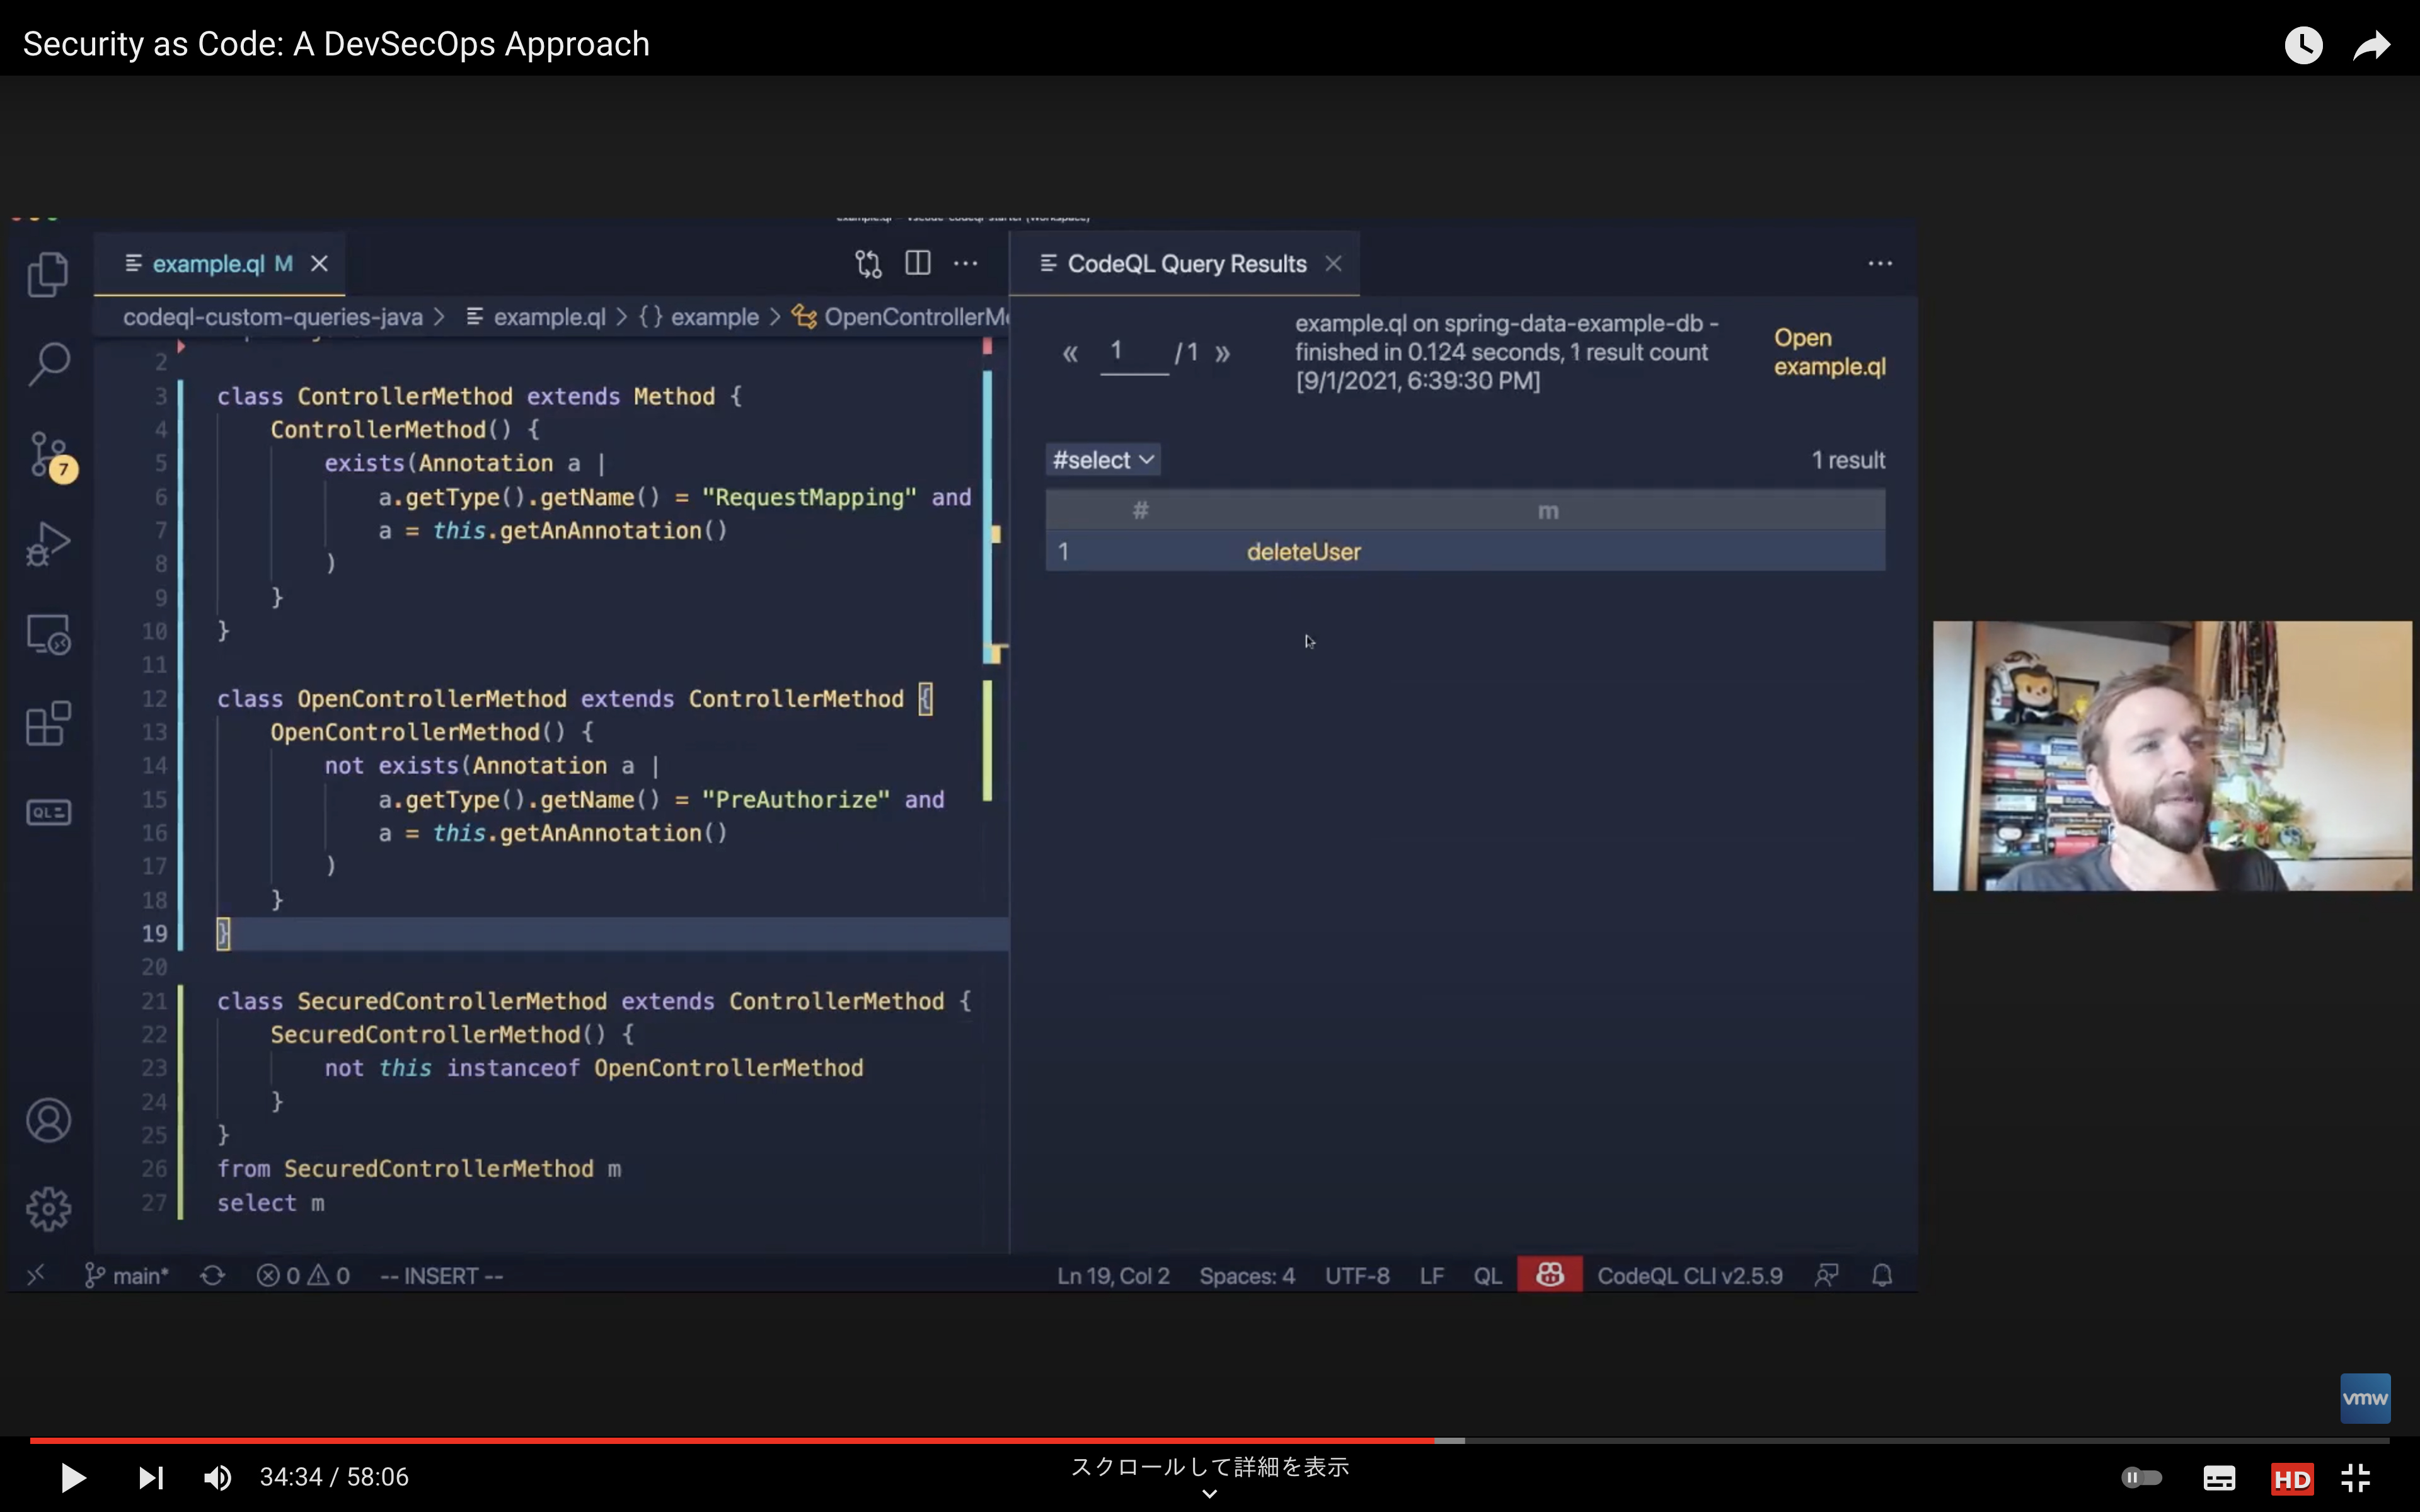 Security as Code: A DevSecOps Approach
example.ql M
codeql-custom-queries-java > example.ql > {} example > OpenControllerMe
2
3 class ControllerMethod extends Method {
4 ControllerMethod() {
5 exists(Annotation a |
6 a.getType().getName() = "RequestMapping" and
7 a = this.getAnAnnotation()
8 )
9 }
10 }
11
12 class OpenControllerMethod extends ControllerMethod {
13 OpenControllerMethod() {
14 not exists(Annotation a |
15 a.getType().getName() = "PreAuthorize" and
16 a = this.getAnAnnotation()
17 )
18 }
19 }
20
21 class SecuredControllerMethod extends ControllerMethod {
22 SecuredControllerMethod() {
23 not this instanceof OpenControllerMethod
24 }
25 }
26 from SecuredControllerMethod m
27 select m
CodeQL Query Results
« 1 / 1 »
example.ql on spring-data-example-db -
finished in 0.124 seconds, 1 result count
[9/1/2021, 6:39:30 PM]
Open
example.ql
#select
1 result
# m
1 deleteUser
7
QL
main* 0 0 -- INSERT --
Ln 19, Col 2 Spaces: 4 UTF-8 LF QL CodeQL CLI v2.5.9
vmw
34:34 / 58:06
スクロールして詳細を表示
HD